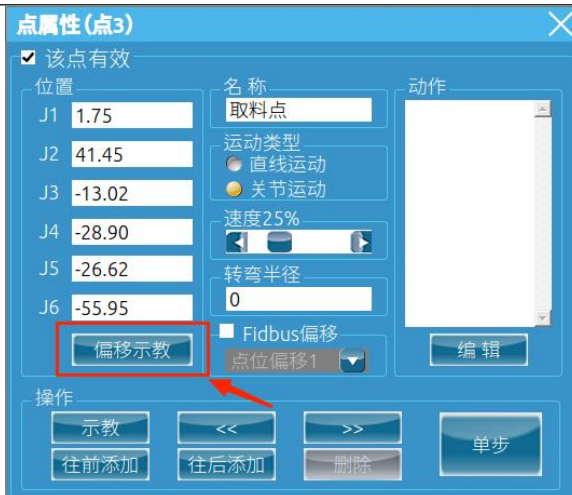 点属性(点3)
该点有效
位置
J1 1.75
J2 41.45
J3 -13.02
J4 -28.90
J5 -26.62
J6 -55.95
偏移示教
名 称
取料点
运动类型
直线运动
关节运动
速度25%
转弯半径
0
Fidbus偏移
点位偏移1
动作
编 辑
操作
示教 << >> 单步
往前添加 往后添加 删除